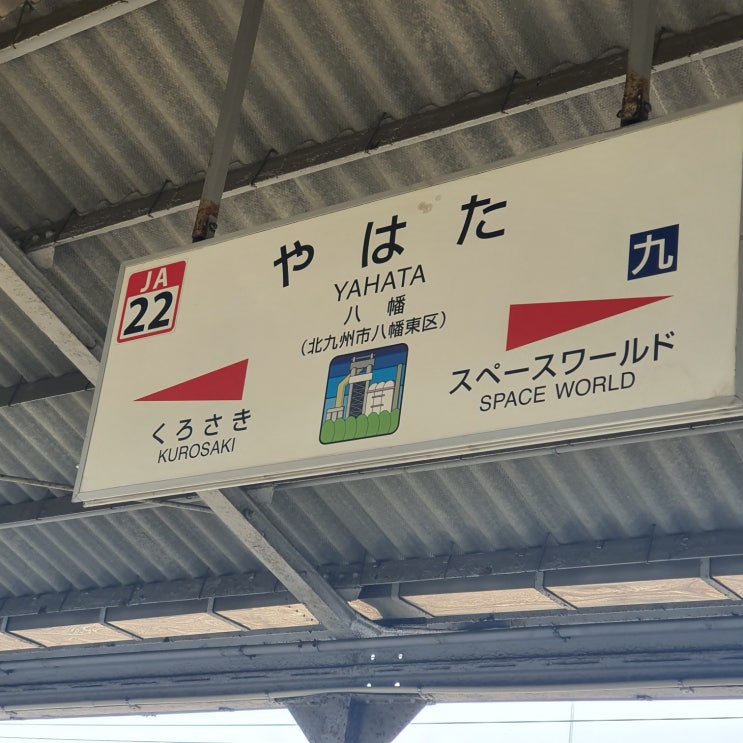 JA
22
やはた
YAHATA
八幡
(北九州市八幡東区)
九
くろさき
KUROSAKI
スペースワールド
SPACE WORLD